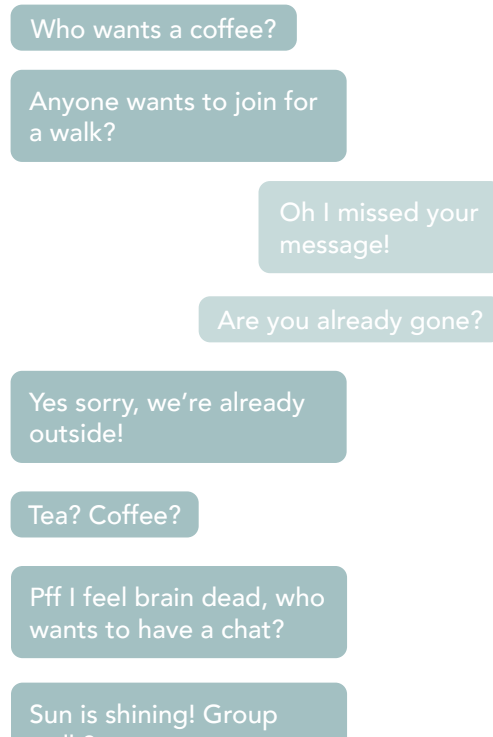 Who wants a coffee?
Anyone wants to join for
a walk?
Oh I missed your
message!
Are you already gone?
Yes sorry, we're already
outside!
Tea? Coffee?
Pff I feel brain dead, who
wants to have a chat?
Sun is shining! Group